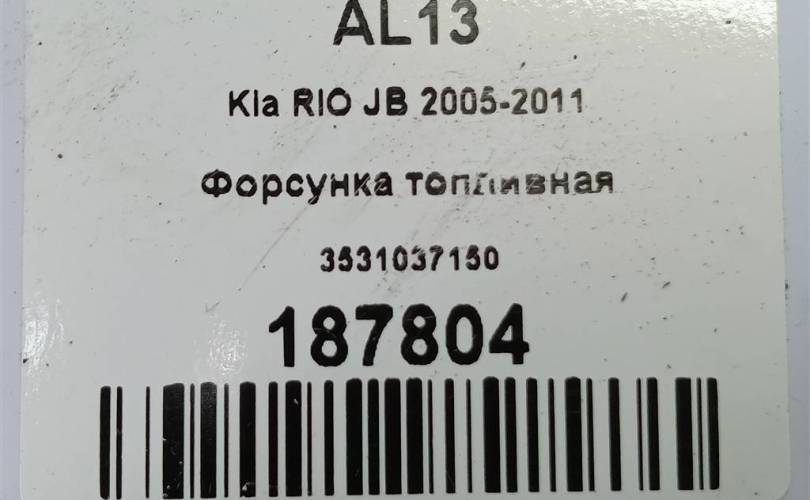 AL13
Kia RIO JB 2005-2011
Форсунка топливная
3531037150
187804